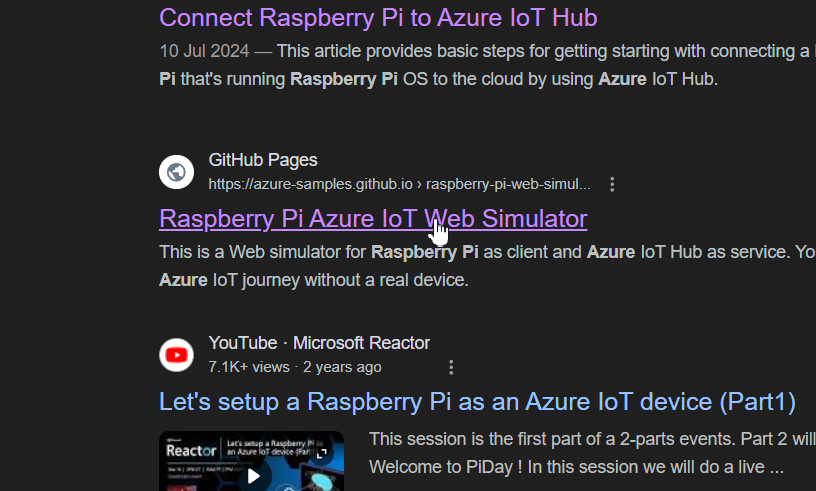 Connect Raspberry Pi to Azure IoT Hub
10 Jul 2024 — This article provides basic steps for getting starting with connecting a
Pi that's running Raspberry Pi OS to the cloud by using Azure IoT Hub.
GitHub Pages
https://azure-samples.github.io › raspberry-pi-web-simul...
Raspberry Pi Azure IoT Web Simulator
This is a Web simulator for Raspberry Pi as client and Azure IoT Hub as service. Yo
Azure IoT journey without a real device.
YouTube · Microsoft Reactor
7.1K+ views · 2 years ago
Let's setup a Raspberry Pi as an Azure IoT device (Part1)
This session is the first part of a 2-parts events. Part 2 will
Welcome to PiDay ! In this session we will do a live ...
Reactor
Let's setup a Raspberry Pi as
an Azure IoT device (Part